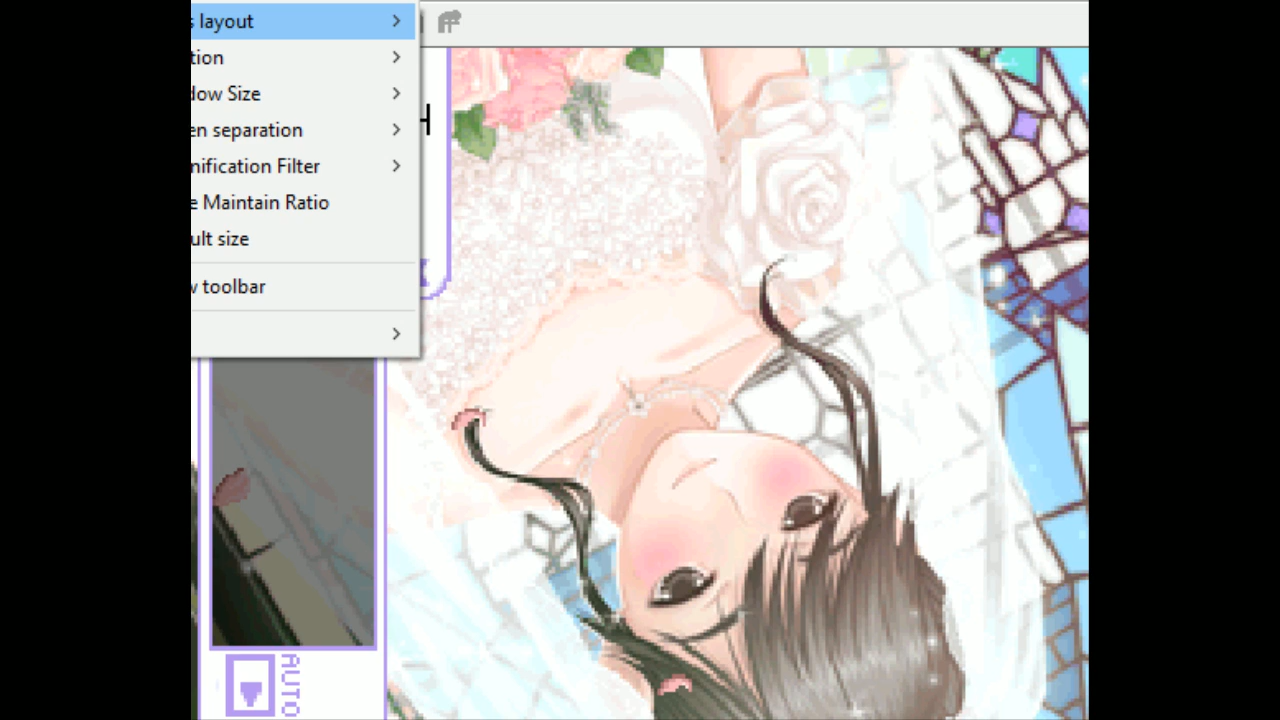 s layout
tion
dow Size
en separation
nification Filter
e Maintain Ratio
ult size
v toolbar
H
AUTO